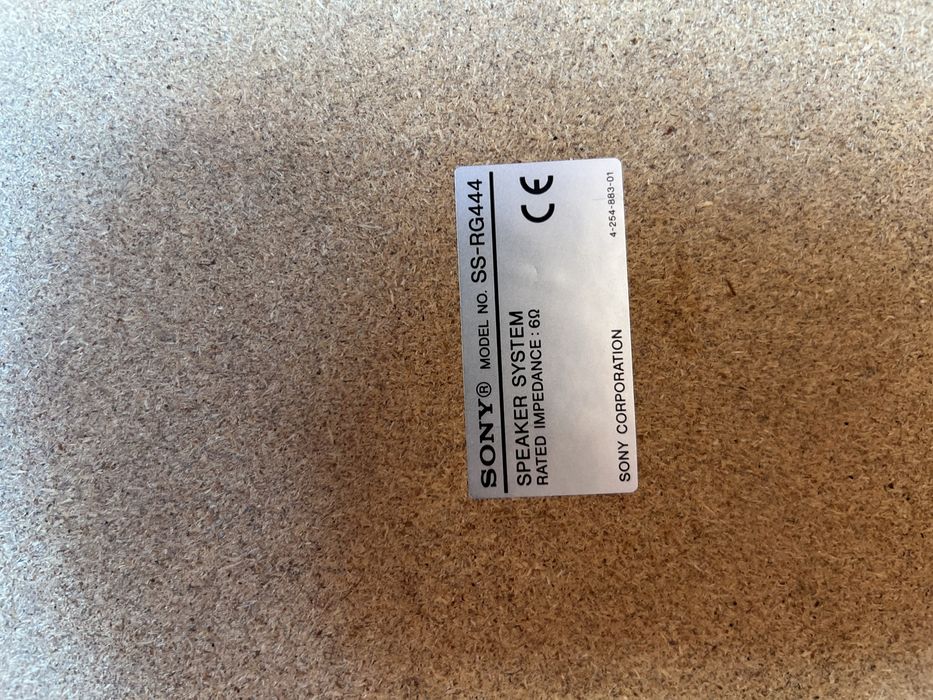 SONY® MODEL NO. SS-RG444
SPEAKER SYSTEM
RATED IMPEDANCE : 6Ω
CE
SONY CORPORATION
4-254-883-01